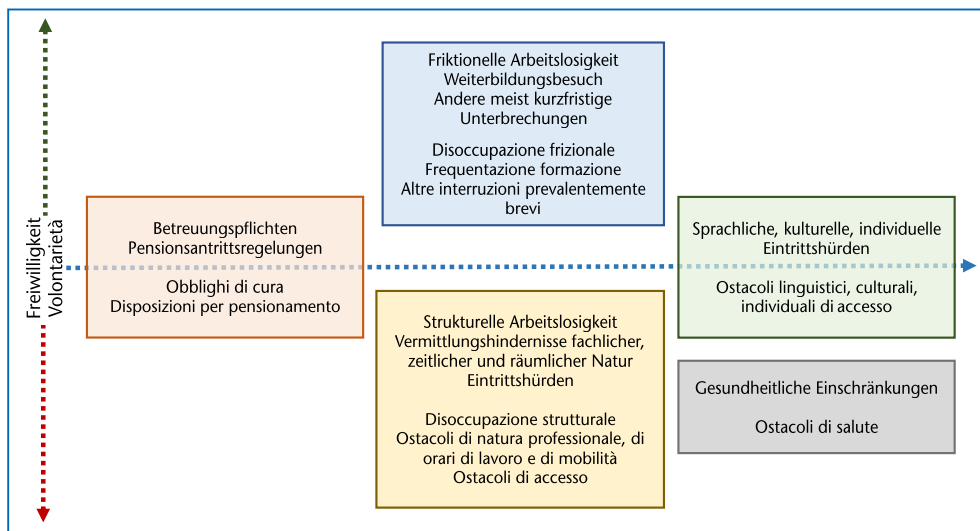 Freiwilligkeit
Volontarietà
Betreuungspflichten
Pensionsantrittsregelungen
Obblighi di cura
Disposizioni per pensionamento
Friktionelle Arbeitslosigkeit
Weiterbildungsbesuch
Andere meist kurzfristige
Unterbrechungen
Disoccupazione frizionale
Frequentazione formazione
Altre interruzioni prevalentemente
brevi
Strukturelle Arbeitslosigkeit
Vermittlungshindernisse fachlicher,
zeitlicher und räumlicher Natur
Eintrittshürden
Disoccupazione strutturale
Ostacoli di natura professionale, di
orari di lavoro e di mobilità
Ostacoli di accesso
Sprachliche, kulturelle, individuelle
Eintrittshürden
Ostacoli linguistici, culturali,
individuali di accesso
Gesundheitliche Einschränkungen
Ostacoli di salute